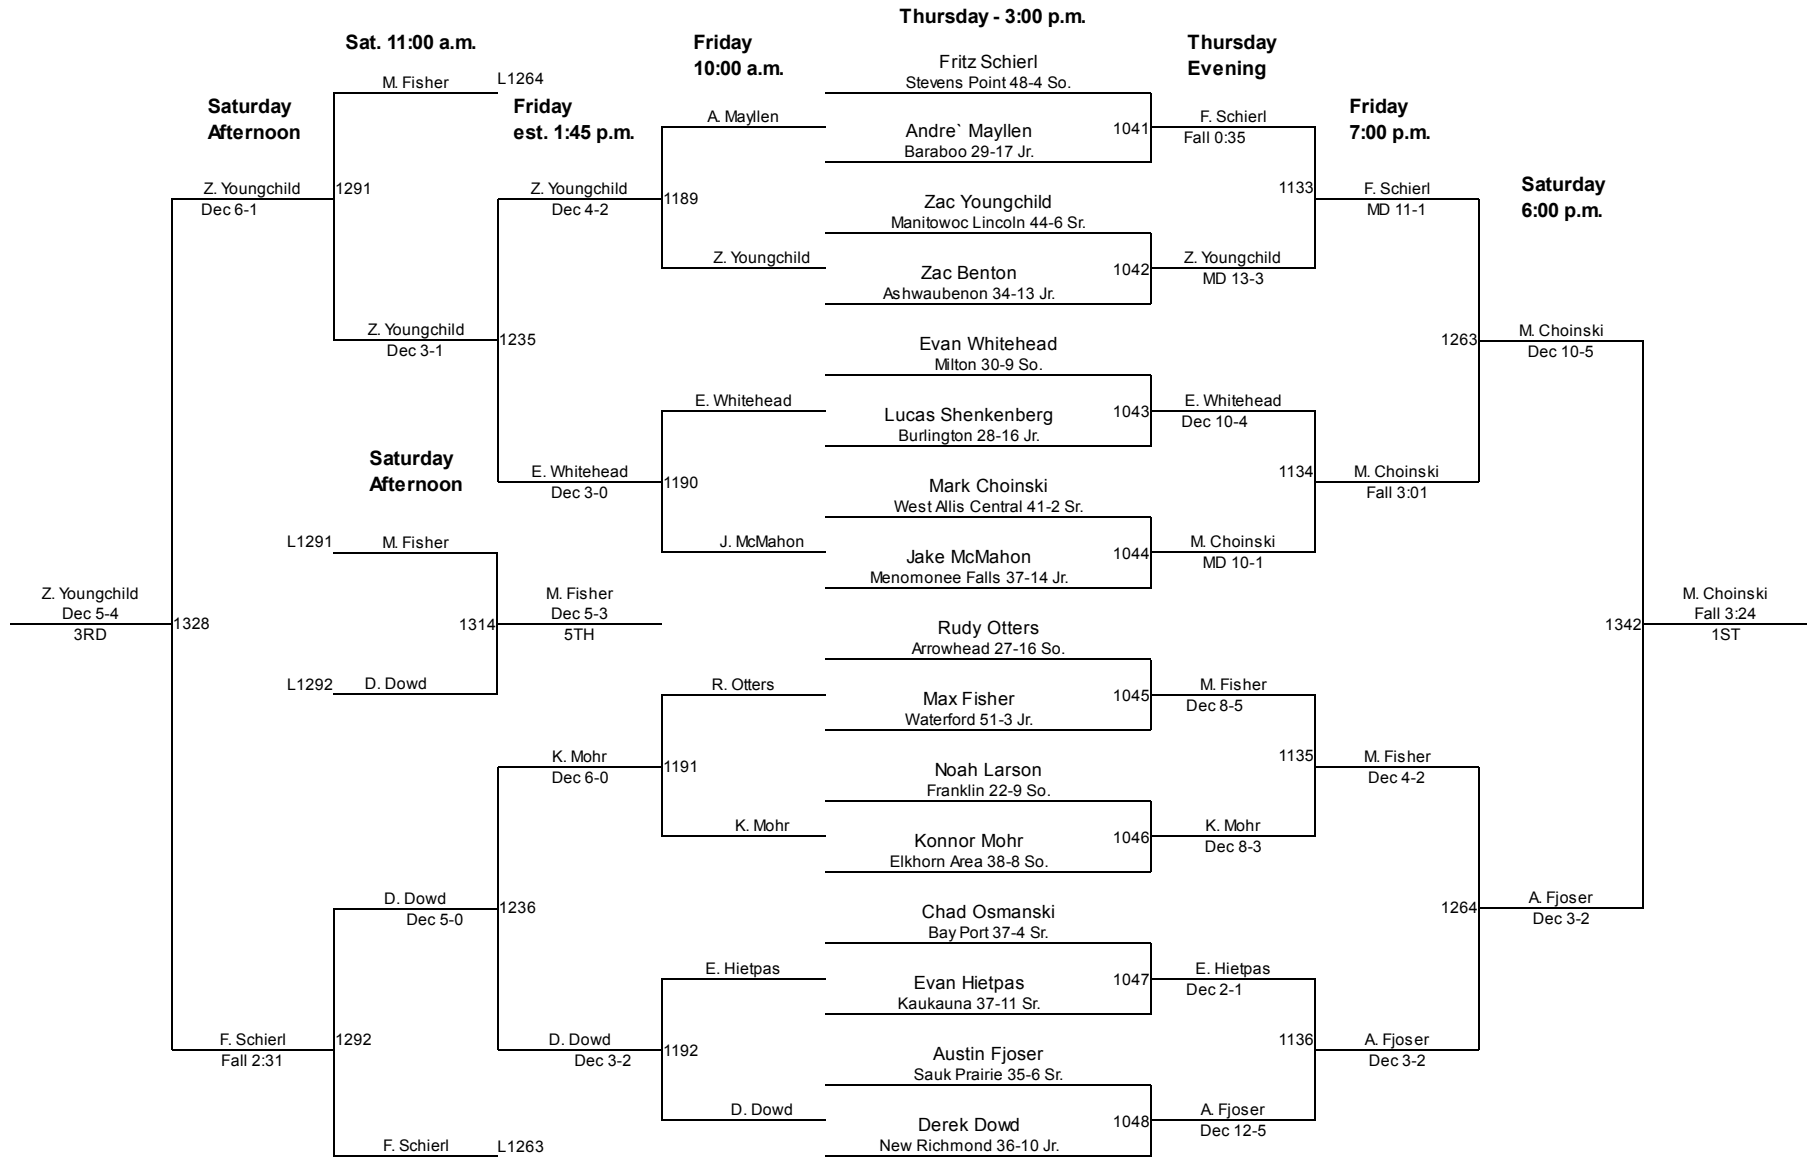 Thursday - 3:00 p.m.
Sat. 11:00 a.m.
Friday
10:00 a.m.
Thursday
Evening
Fritz Schierl
Stevens Point 48-4 So.
M. Fisher
L1264
Saturday
Afternoon
Friday
est. 1:45 p.m.
Friday
7:00 p.m.
A. Mayllen
Andre` Mayllen
Baraboo 29-17 Jr.
1041
F. Schierl
Fall 0:35
Z. Youngchild
Dec 6-1
1291
Z. Youngchild
Dec 4-2
1189
Zac Youngchild
Manitowoc Lincoln 44-6 Sr.
1133
F. Schierl
MD 11-1
Saturday
6:00 p.m.
Z. Youngchild
Zac Benton
Ashwaubenon 34-13 Jr.
1042
Z. Youngchild
MD 13-3
Z. Youngchild
Dec 3-1
1235
Evan Whitehead
Milton 30-9 So.
1263
M. Choinski
Dec 10-5
E. Whitehead
Lucas Shenkenberg
Burlington 28-16 Jr.
1043
E. Whitehead
Dec 10-4
Saturday
Afternoon
E. Whitehead
Dec 3-0
1190
Mark Choinski
West Allis Central 41-2 Sr.
1134
M. Choinski
Fall 3:01
L1291
M. Fisher
J. McMahon
Jake McMahon
Menomonee Falls 37-14 Jr.
1044
M. Choinski
MD 10-1
Z. Youngchild
Dec 5-4
3RD
1328
1314
M. Fisher
Dec 5-3
5TH
Rudy Otters
Arrowhead 27-16 So.
1342
M. Choinski
Fall 3:24
1ST
L1292
D. Dowd
R. Otters
Max Fisher
Waterford 51-3 Jr.
1045
M. Fisher
Dec 8-5
K. Mohr
Dec 6-0
1191
Noah Larson
Franklin 22-9 So.
1135
M. Fisher
Dec 4-2
K. Mohr
Konnor Mohr
Elkhorn Area 38-8 So.
1046
K. Mohr
Dec 8-3
D. Dowd
Dec 5-0
1236
Chad Osmanski
Bay Port 37-4 Sr.
1264
A. Fjoser
Dec 3-2
E. Hietpas
Evan Hietpas
Kaukauna 37-11 Sr.
1047
E. Hietpas
Dec 2-1
F. Schierl
Fall 2:31
1292
D. Dowd
Dec 3-2
1192
Austin Fjoser
Sauk Prairie 35-6 Sr.
1136
A. Fjoser
Dec 3-2
D. Dowd
Derek Dowd
New Richmond 36-10 Jr.
1048
A. Fjoser
Dec 12-5
F. Schierl
L1263